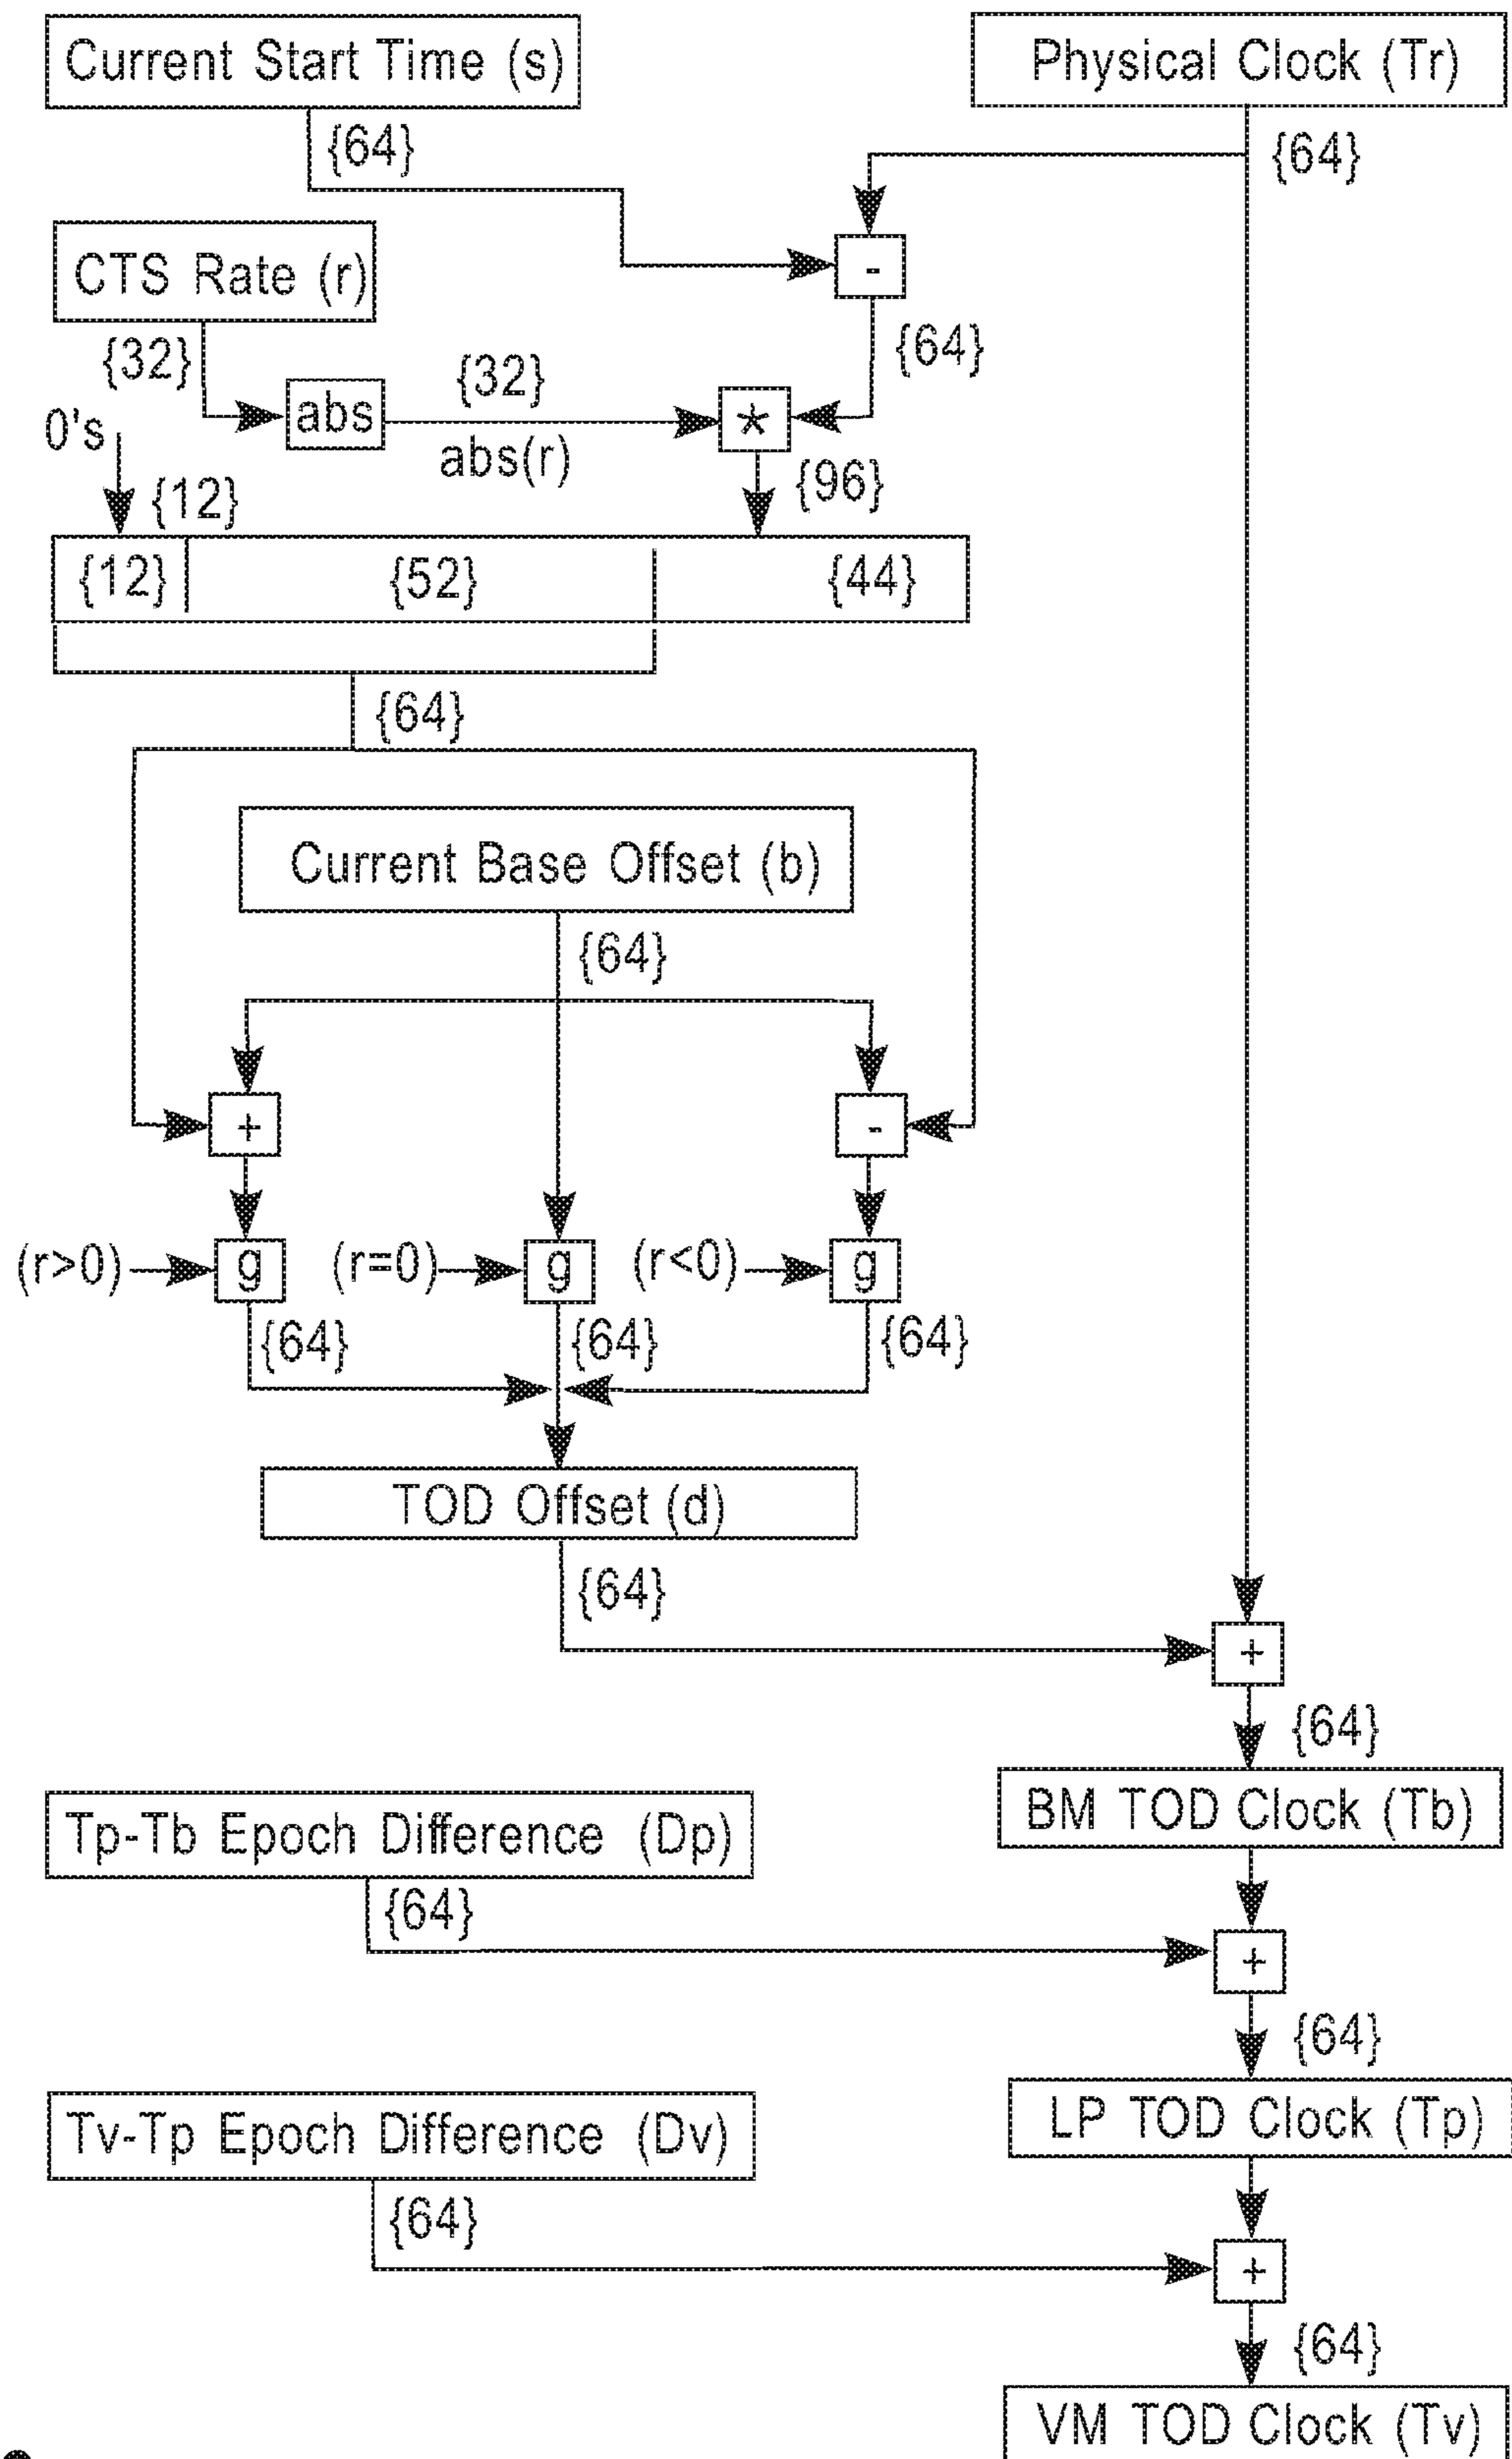 Current Start Time (s)
Physical Clock (Tr)
{64}
{64}
-
CTS Rate (r)
{32}
{64}
{32}
abs
*
0's
abs(r)
{96}
{12}
{12}
{52}
{44}
{64}
Current Base Offset (b)
{64}
+
-
(r>0)
g
(r=0)
g
(r<0)
g
{64}
{64}
{64}
TOD Offset (d)
{64}
+
{64}
BM TOD Clock (Tb)
Tp-Tb Epoch Difference (Dp)
{64}
+
{64}
LP TOD Clock (Tp)
Tv-Tp Epoch Difference (Dv)
{64}
+
{64}
VM TOD Clock (Tv)